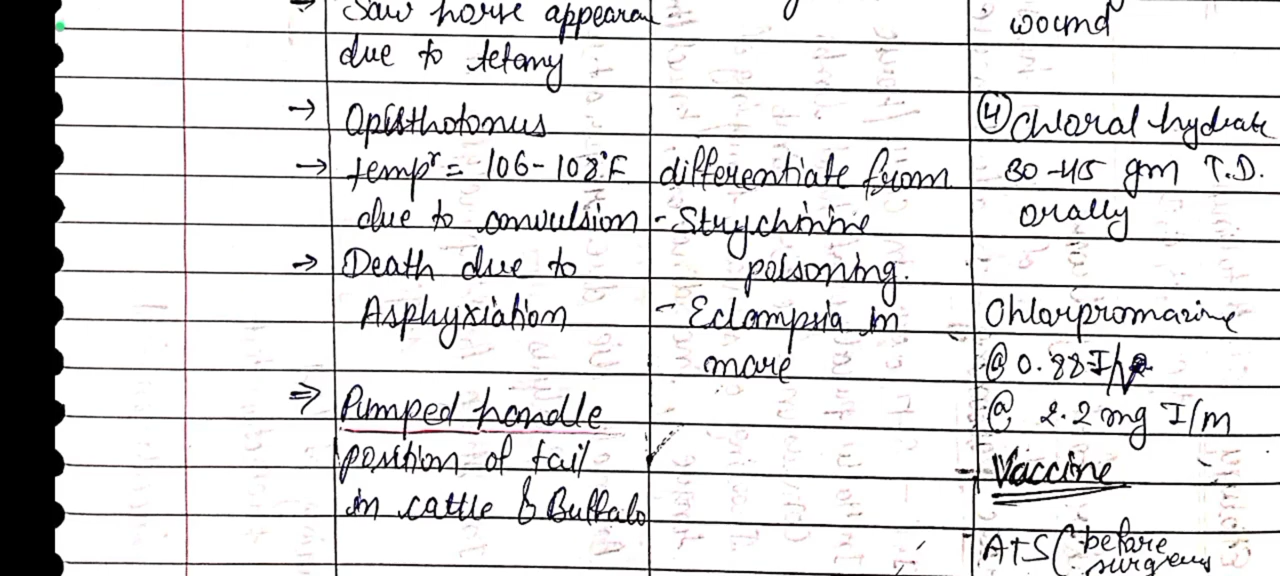 → Saw horse appearan
due to tetany
→ Opisthotonus
→ tempr = 106-108°F
due to convulsion
→ Death due to
Asphyxiation
⇒ Pumped handle
position of tail
in cattle & Buffalo
differentiate from
- Strychinine
poisoning.
- Eclampsia in
mare
wound
④ Chloral hydrate
30-45 gm T.D.
orally
Chlorpromazine
@ 0.88 I/
@ 2.2 mg I/m
- Vaccine
ATS ( before
surgery